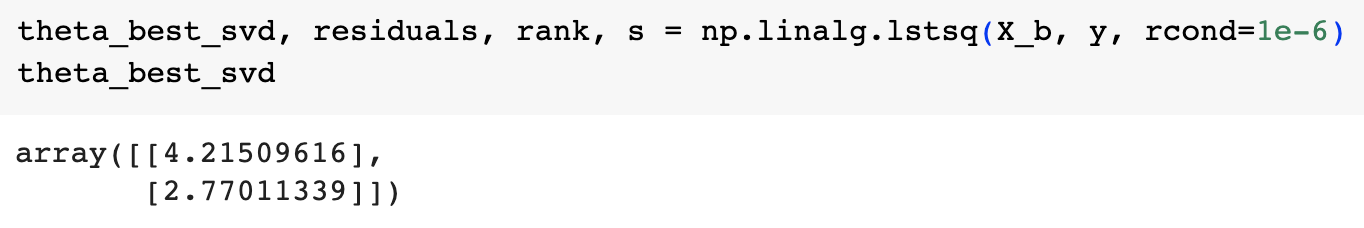 theta_best_svd, residuals, rank, s = np.linalg.lstsq(X_b, y, rcond=1e-6)
theta_best_svd
array([[4.21509616],
       [2.77011339]])